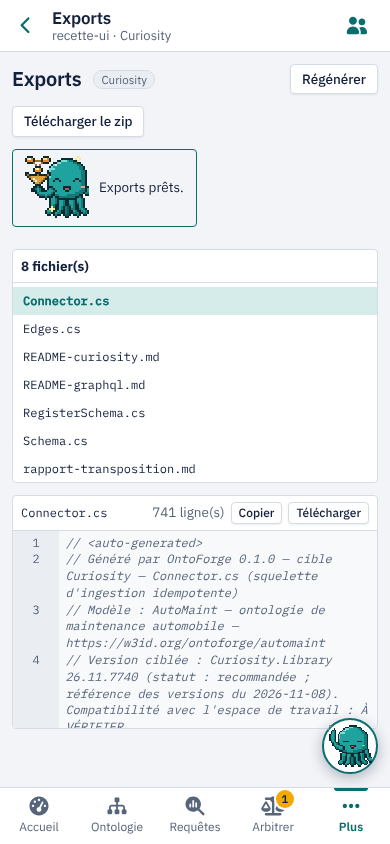 Exports
recette-ui · Curiosity
Exports Curiosity Régénérer
Télécharger le zip
Exports prêts.
8 fichier(s)
Connector.cs
Edges.cs
README-curiosity.md
README-graphql.md
RegisterSchema.cs
Schema.cs
rapport-transposition.md
Connector.cs 741 ligne(s) Copier Télécharger
1 // <auto-generated>
2 // Généré par OntoForge 0.1.0 — cible
Curiosity — Connector.cs (squelette
d'ingestion idempotente)
3 // Modèle : AutoMaint — ontologie de
maintenance automobile —
https://w3id.org/ontoforge/automaint
4 // Version ciblée : Curiosity.Library
26.11.7740 (statut : recommandée ;
référence des versions du 2026-11-08).
Compatibilité avec l'espace de travail : À
VÉRIFIER
1
Accueil Ontologie Requêtes Arbitrer Plus